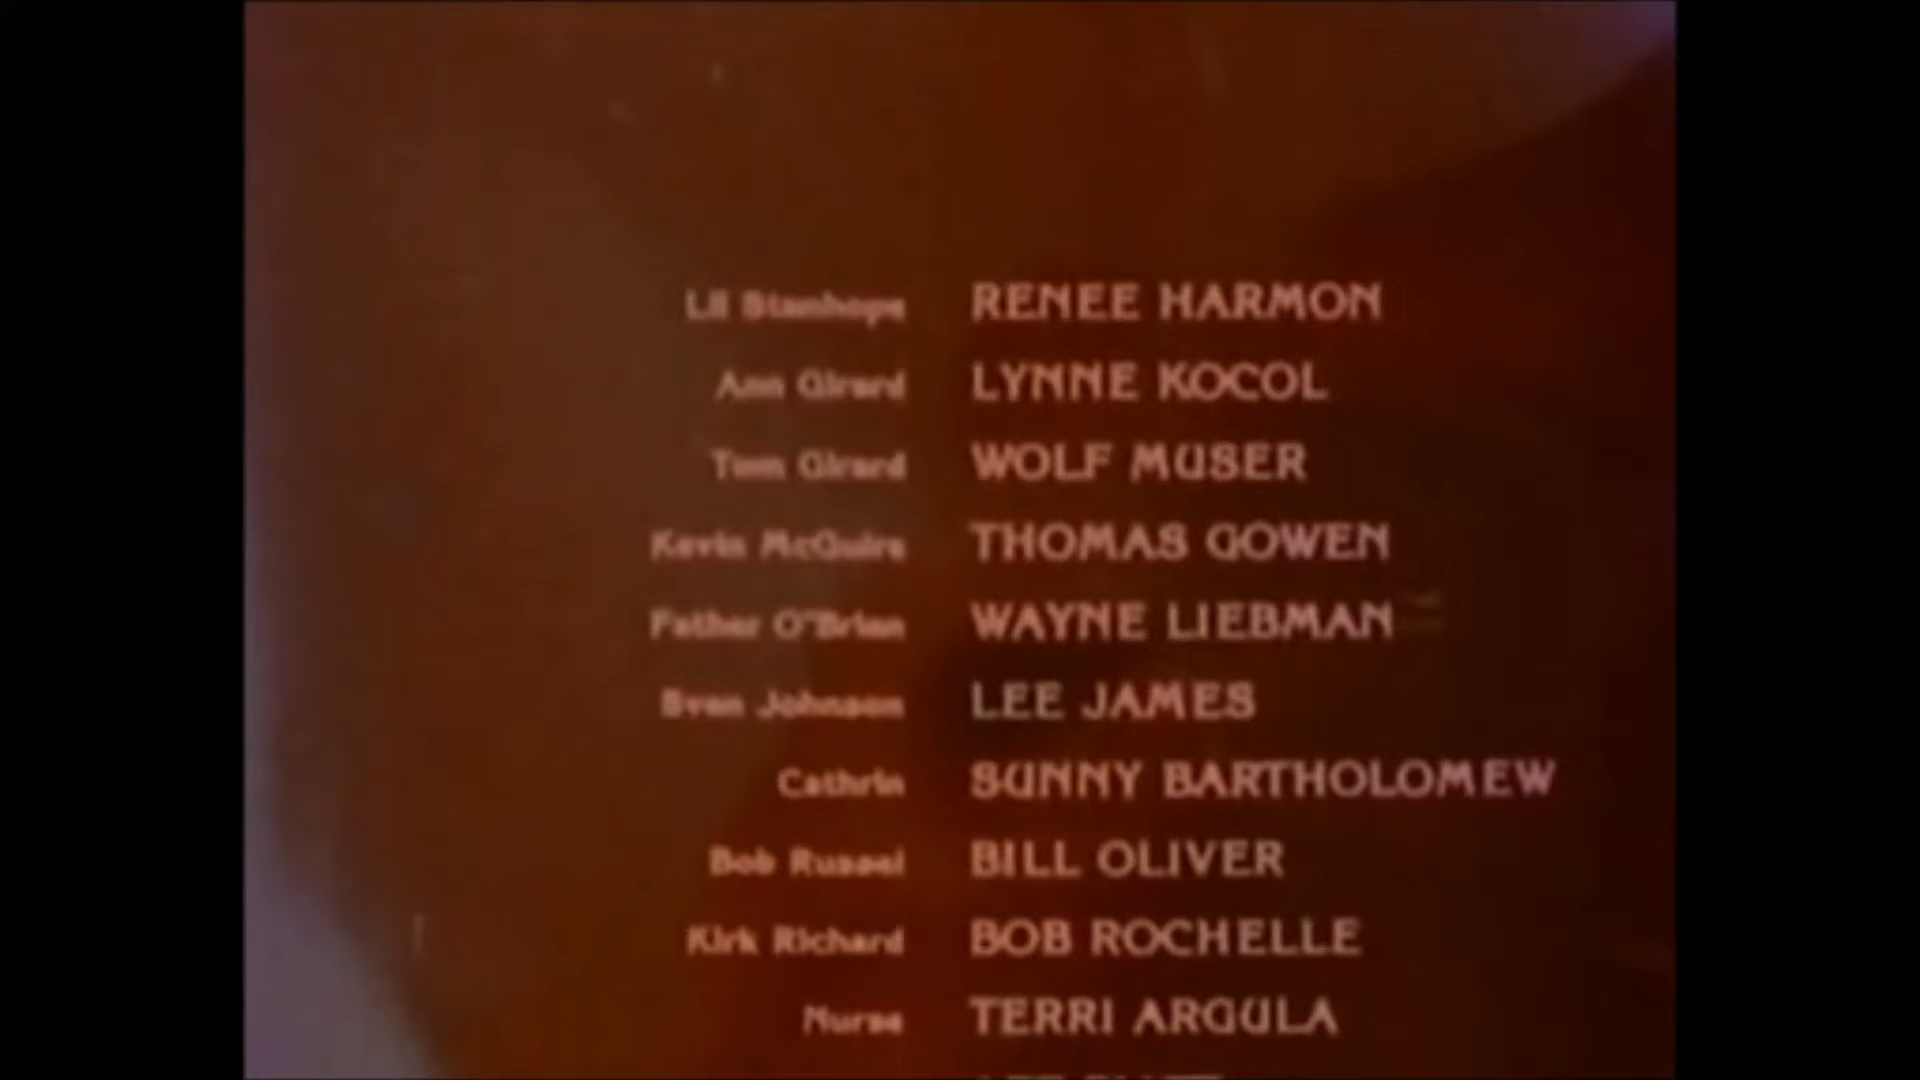 Lil Stanhope RENEE HARMON
Ann Girard LYNNE KOCOL
Tom Girard WOLF MUSER
Kevin McGuire THOMAS GOWEN
Father O'Brian WAYNE LIEBMAN
Sven Johnson LEE JAMES
Cathrin SUNNY BARTHOLOMEW
Bob Russel BILL OLIVER
Kirk Richard BOB ROCHELLE
Nurse TERRI ARGULA